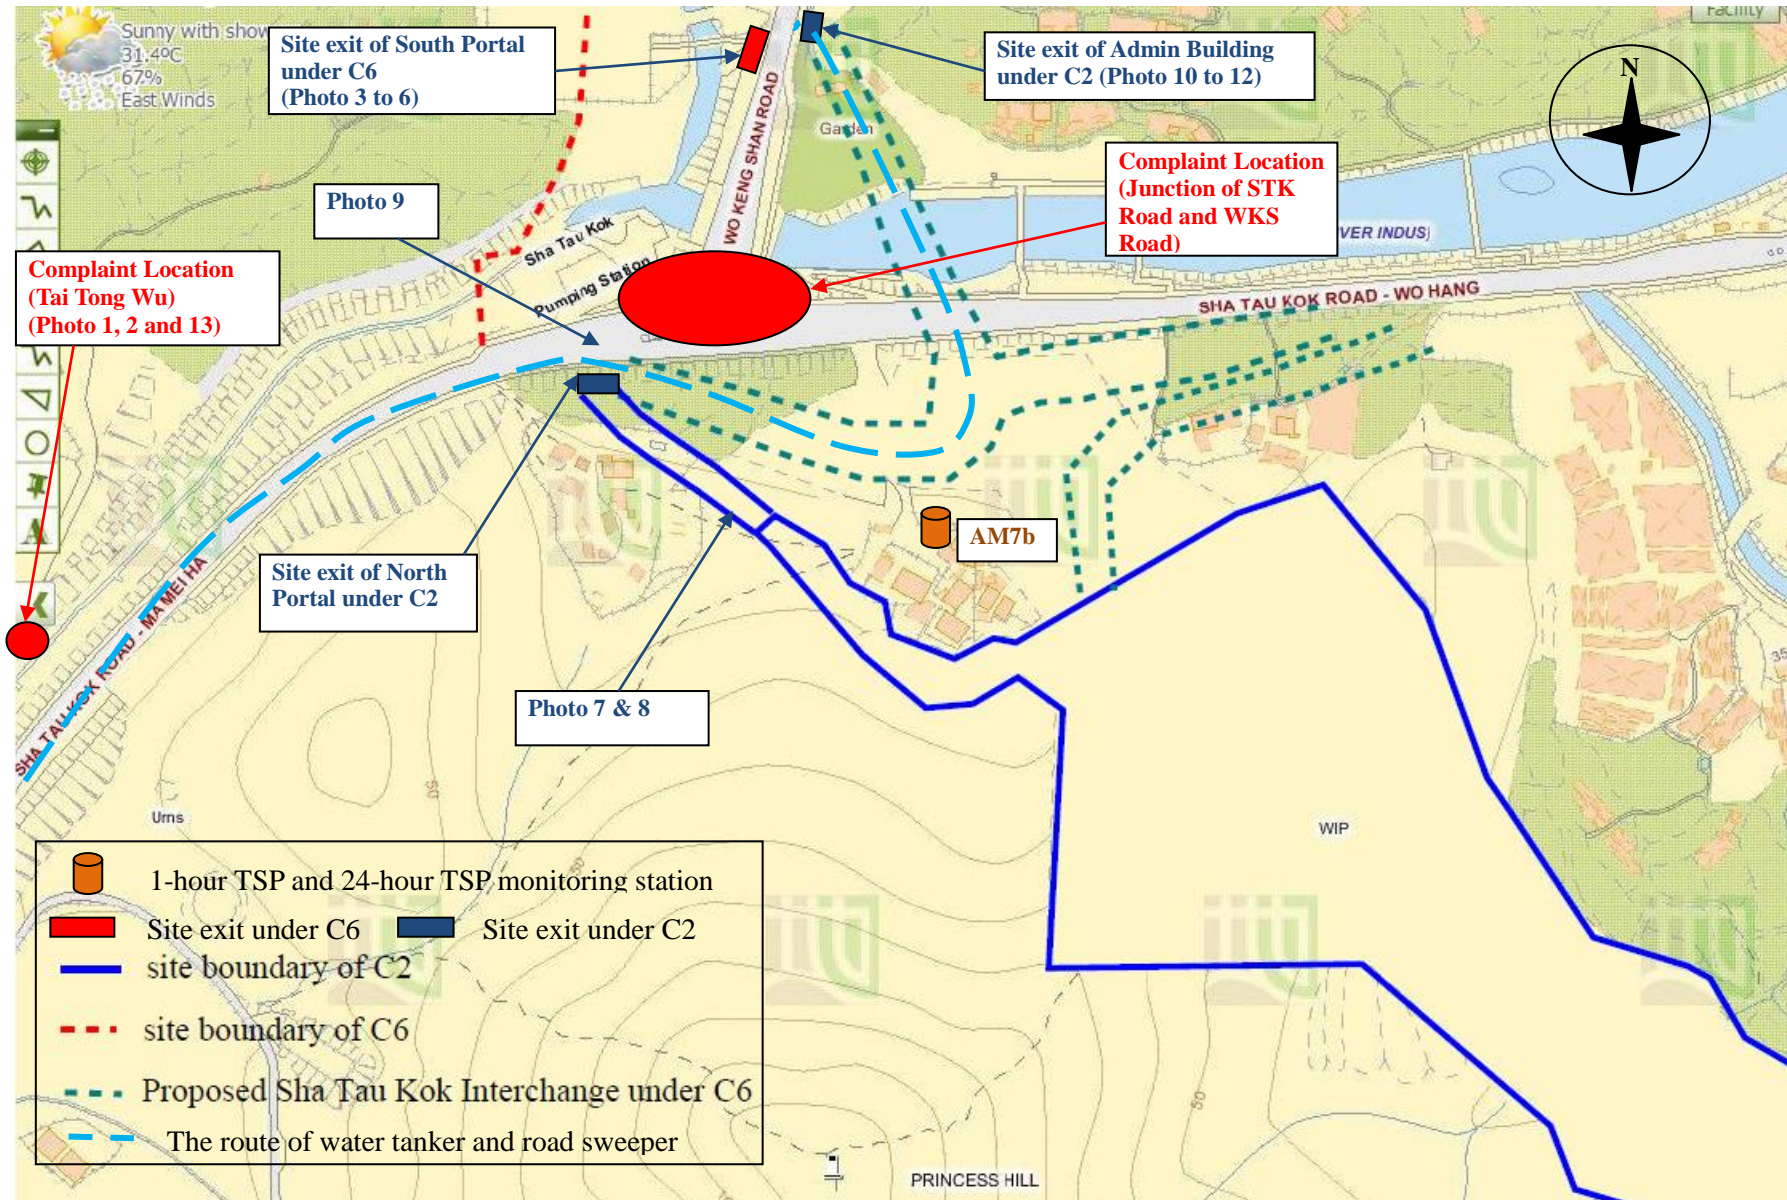 Sunny with show
31.4°C
67%
East Winds
Site exit of South Portal
under C6
(Photo 3 to 6)
Site exit of Admin Building
under C2 (Photo 10 to 12)
Facility
N
WO KENG SHAN ROAD
Garden
Complaint Location
(Junction of STK
Road and WKS
Road)
VER INDUS)
Photo 9
Sha Tau Kok
Pumping Station
Complaint Location
(Tai Tong Wu)
(Photo 1, 2 and 13)
SHA TAU KOK ROAD - WO HANG
AM7b
Site exit of North
Portal under C2
SHA TAU KOK ROAD - MA MEI HA
Photo 7 & 8
35
50
Urns
WIP
50
50
1-hour TSP and 24-hour TSP monitoring station
Site exit under C6
Site exit under C2
site boundary of C2
site boundary of C6
Proposed Sha Tau Kok Interchange under C6
The route of water tanker and road sweeper
PRINCESS HILL